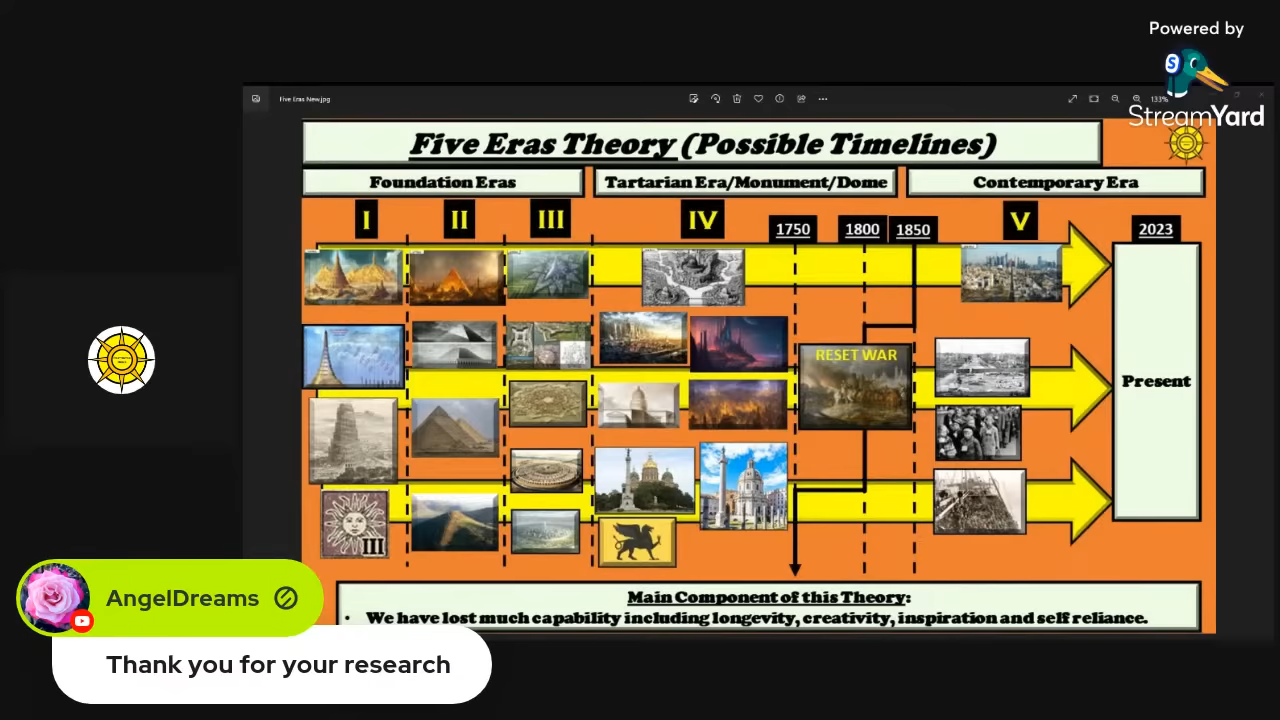 Powered by
StreamYard
Five Eras New.jpg
133%
Five Eras Theory (Possible Timelines)
Foundation Eras
Tartarian Era/Monument/Dome
Contemporary Era
I
II
III
IV
1750
1800
1850
V
2023
RESET WAR
Present
III
Main Component of this Theory:
· We have lost much capability including longevity, creativity, inspiration and self reliance.
AngelDreams
Thank you for your research